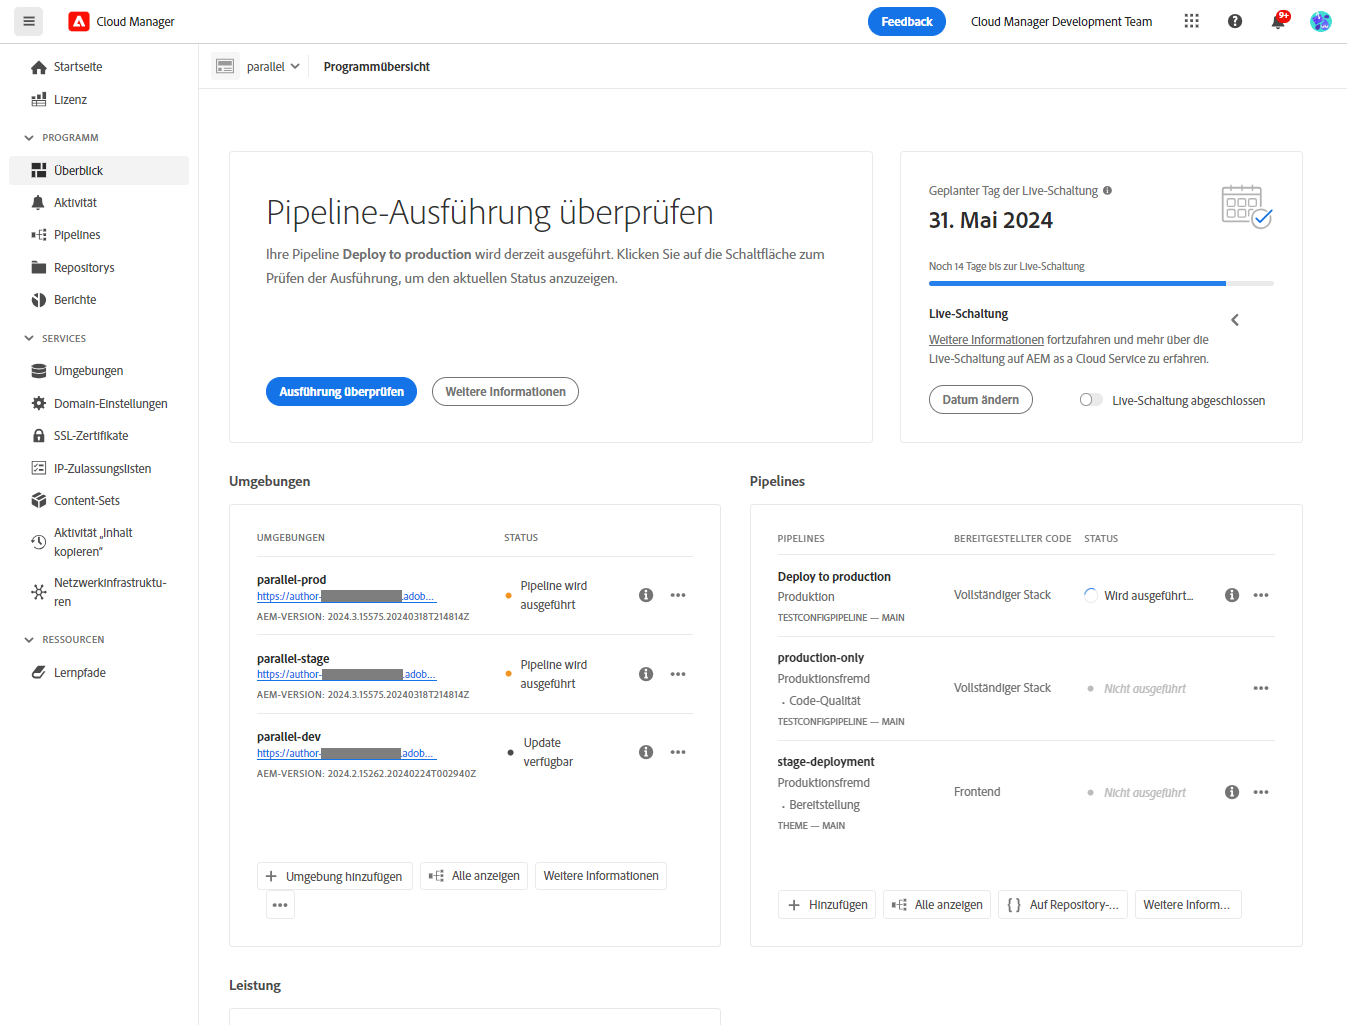 Cloud Manager
Feedback
Cloud Manager Development Team
9+
Startseite
Lizenz
PROGRAMM
Überblick
Aktivität
Pipelines
Repositorys
Berichte
SERVICES
Umgebungen
Domain-Einstellungen
SSL-Zertifikate
IP-Zulassungslisten
Content-Sets
Aktivität „Inhalt
kopieren“
Netzwerkinfrastruktu-
ren
RESSOURCEN
Lernpfade
parallel
Programmübersicht
Pipeline-Ausführung überprüfen
Ihre Pipeline Deploy to production wird derzeit ausgeführt. Klicken Sie auf die Schaltfläche zum
Prüfen der Ausführung, um den aktuellen Status anzuzeigen.
Ausführung überprüfen
Weitere Informationen
Geplanter Tag der Live-Schaltung
31. Mai 2024
Noch 14 Tage bis zur Live-Schaltung
Live-Schaltung
Weitere Informationen fortzufahren und mehr über die
Live-Schaltung auf AEM as a Cloud Service zu erfahren.
Datum ändern
Live-Schaltung abgeschlossen
Umgebungen
UMGEBUNGEN STATUS
parallel-prod
https://author- .adob...
AEM-VERSION: 2024.3.15575.20240318T214814Z
Pipeline wird
ausgeführt
parallel-stage
https://author- .adob...
AEM-VERSION: 2024.3.15575.20240318T214814Z
Pipeline wird
ausgeführt
parallel-dev
https://author- .adob...
AEM-VERSION: 2024.2.15262.20240224T002940Z
Update
verfügbar
Umgebung hinzufügen
Alle anzeigen
Weitere Informationen
Pipelines
PIPELINES BEREITGESTELLTER CODE STATUS
Deploy to production
Produktion
TESTCONFIGPIPELINE — MAIN
Vollständiger Stack
Wird ausgeführt...
production-only
Produktionsfremd
· Code-Qualität
TESTCONFIGPIPELINE — MAIN
Vollständiger Stack
Nicht ausgeführt
stage-deployment
Produktionsfremd
· Bereitstellung
THEME — MAIN
Frontend
Nicht ausgeführt
Hinzufügen
Alle anzeigen
Auf Repository-...
Weitere Inform...
Leistung